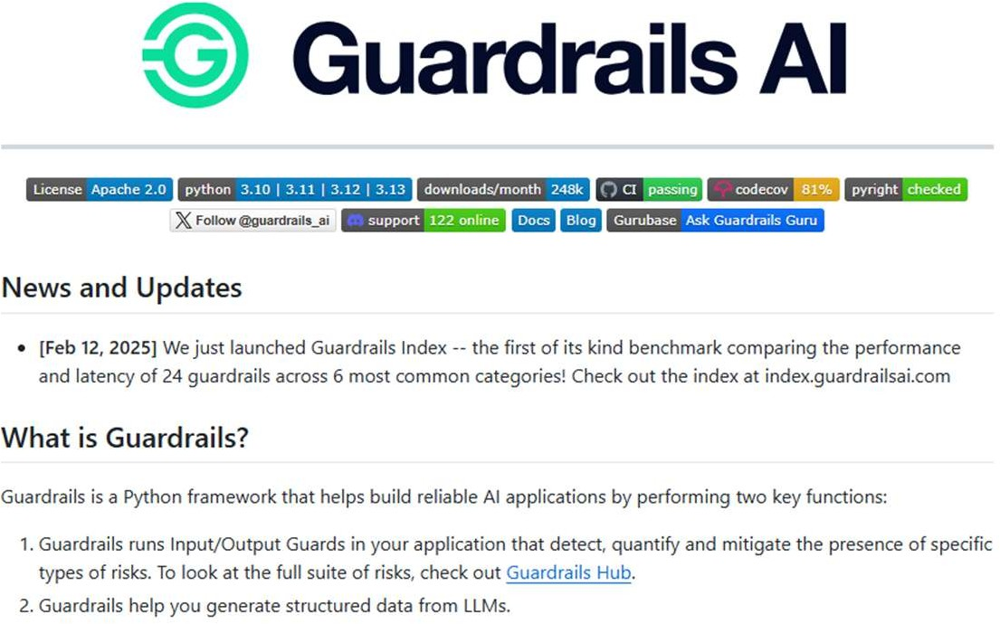 Guardrails AI
License Apache 2.0 python 3.10 | 3.11 | 3.12 | 3.13 downloads/month 248k CI passing codecov 81% pyright checked
Follow @guardrails_ai support 122 online Docs Blog Gurubase Ask Guardrails Guru
News and Updates
• [Feb 12, 2025] We just launched Guardrails Index -- the first of its kind benchmark comparing the performance
and latency of 24 guardrails across 6 most common categories! Check out the index at index.guardrailsai.com
What is Guardrails?
Guardrails is a Python framework that helps build reliable AI applications by performing two key functions:
1. Guardrails runs Input/Output Guards in your application that detect, quantify and mitigate the presence of specific
types of risks. To look at the full suite of risks, check out Guardrails Hub.
2. Guardrails help you generate structured data from LLMs.